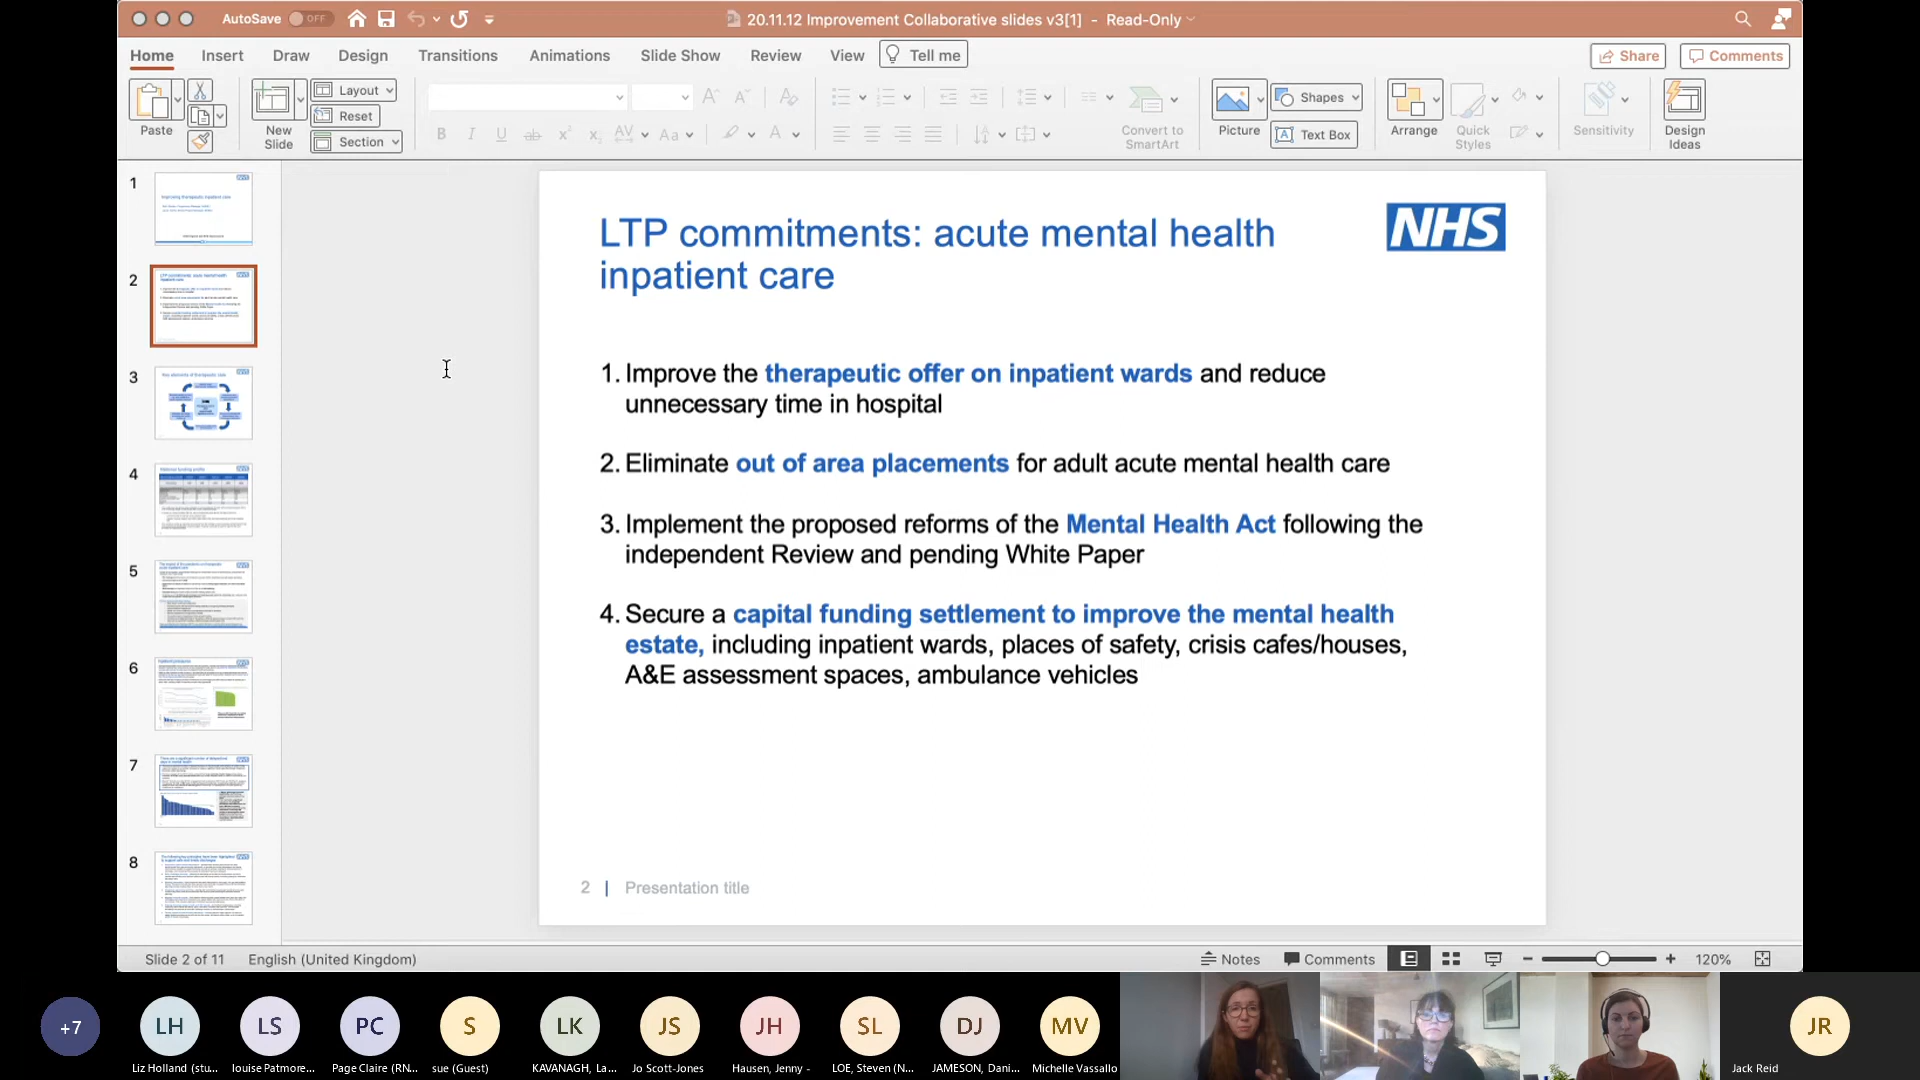 AutoSave OFF
20.11.12 Improvement Collaborative slides v3[1] - Read-Only
Home Insert Draw Design Transitions Animations Slide Show Review View Tell me
Share Comments
Paste
New Slide
Layout
Reset
Section
Convert to SmartArt
Picture
Shapes
Text Box
Arrange
Quick Styles
Sensitivity
Design Ideas
1
2
3
4
5
6
7
8
LTP commitments: acute mental health
inpatient care
NHS
1. Improve the therapeutic offer on inpatient wards and reduce
unnecessary time in hospital
2. Eliminate out of area placements for adult acute mental health care
3. Implement the proposed reforms of the Mental Health Act following the
independent Review and pending White Paper
4. Secure a capital funding settlement to improve the mental health
estate, including inpatient wards, places of safety, crisis cafes/houses,
A&E assessment spaces, ambulance vehicles
2 | Presentation title
Slide 2 of 11 English (United Kingdom)
Notes Comments 120%
+7 LH LS PC S LK JS JH SL DJ MV JR
Liz Holland (stu... louise Patmore... Page Claire (RN... sue (Guest) KAVANAGH, La... Jo Scott-Jones Hausen, Jenny - LOE, Steven (N... JAMESON, Dani... Michelle Vassallo Jack Reid